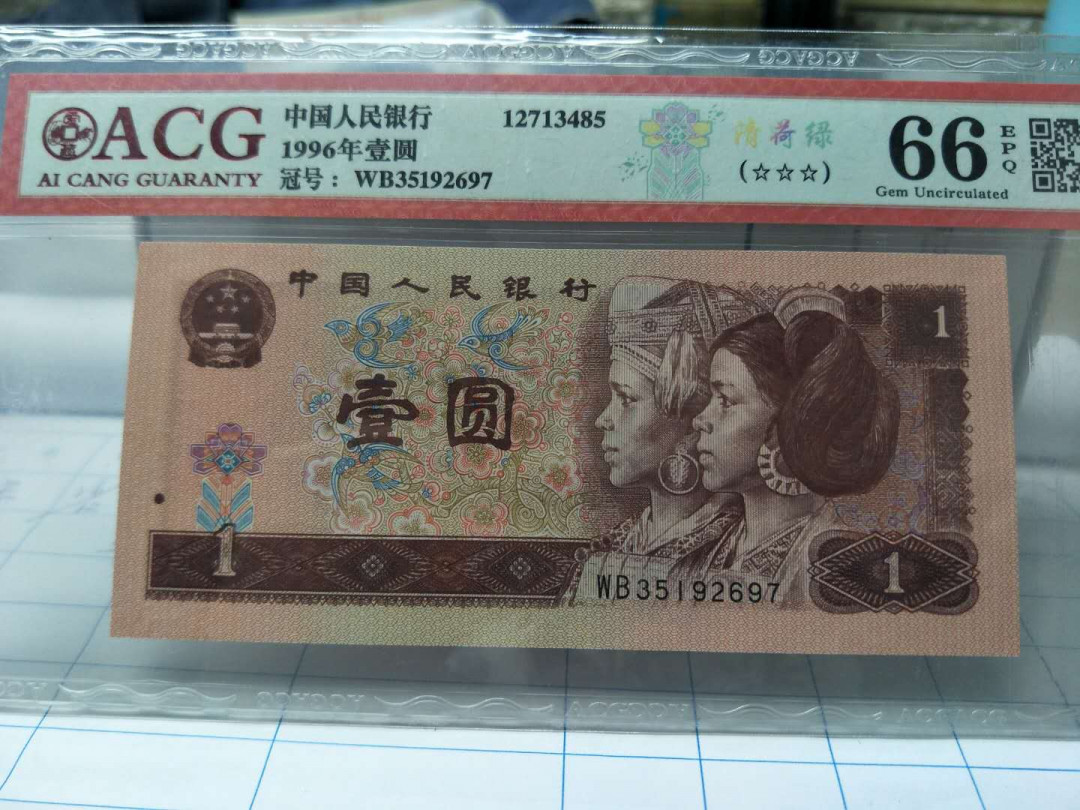 ACGACG
ACGACG
ACG
AI CANG GUARANTY
中国人民银行
1996年壹圆
冠号：WB35192697
12713485
清荷绿
(☆☆☆)
66
EPQ
Gem Uncirculated
中国人民银行
1
壹圆
1
WB35192697
1